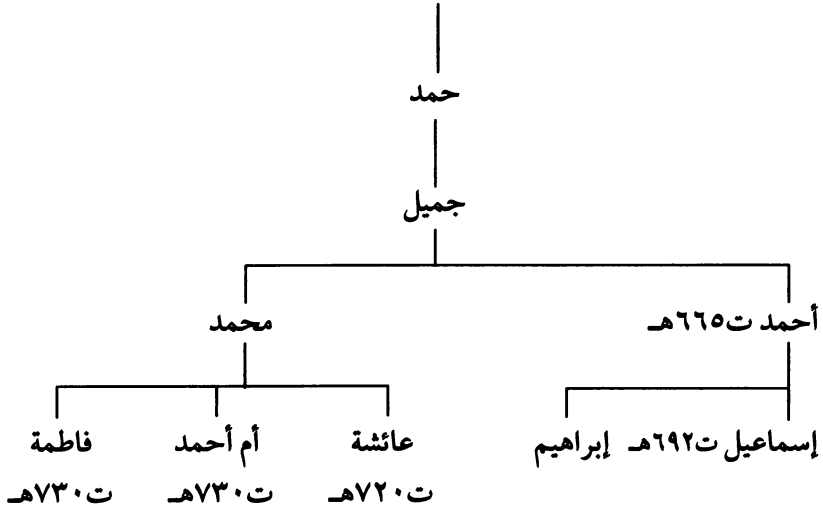 حمد
جميل
أحمد ت٦٦٥هـ محمد
إسماعيل ت٦٩٢هـ إبراهيم عائشة أم أحمد فاطمة
ت٧٢٠هـ ت٧٣٠هـ ت٧٣٠هـ